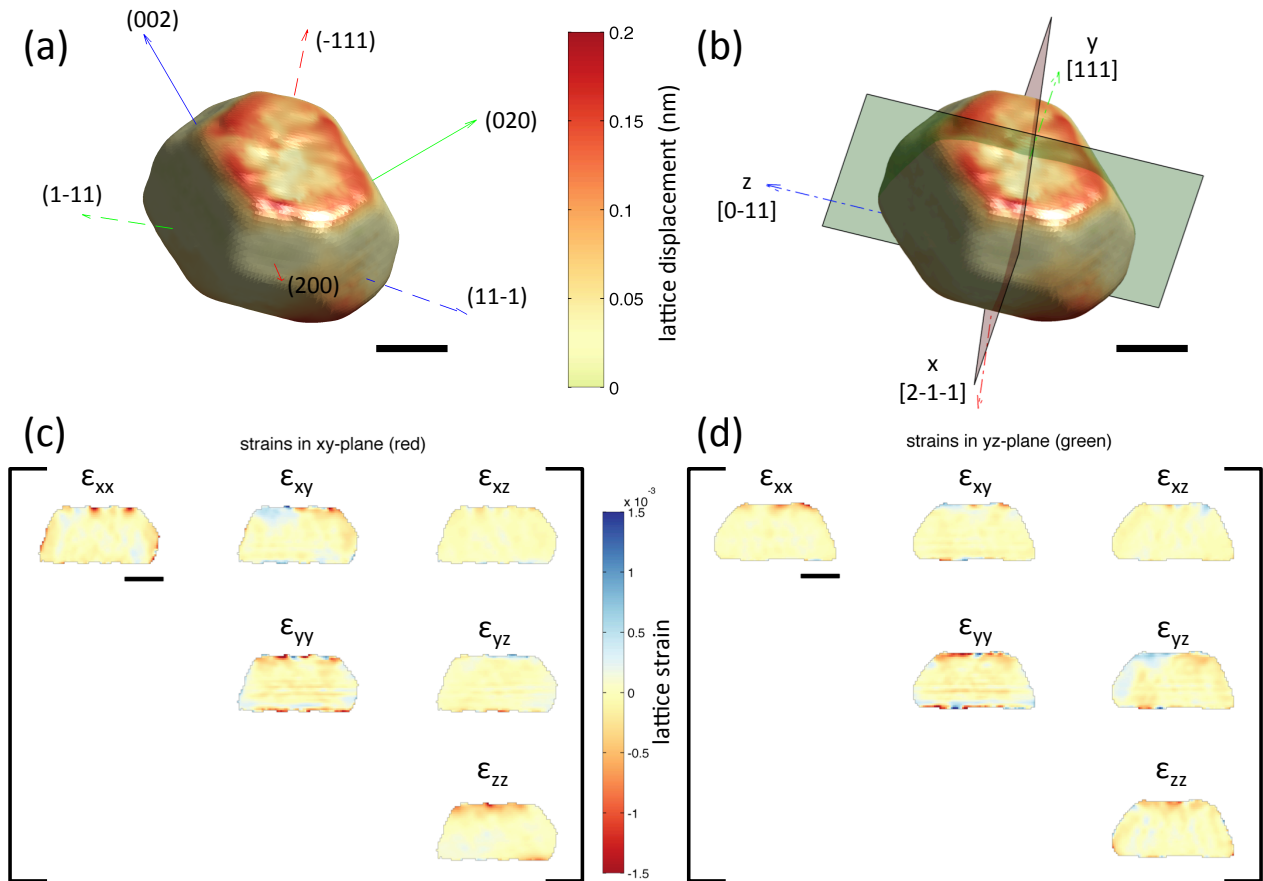 (a)
(002)
(-111)
(020)
(1-11)
(200)
(11-1)
0.2
0.15
0.1
0.05
0
lattice displacement (nm)
(b)
y
[111]
z
[0-11]
x
[2-1-1]
(c)
strains in xy-plane (red)
εxx
εxy
εxz
εyy
εyz
εzz
x 10-3
1.5
1
0.5
0
-0.5
-1
-1.5
lattice strain
(d)
strains in yz-plane (green)
εxx
εxy
εxz
εyy
εyz
εzz